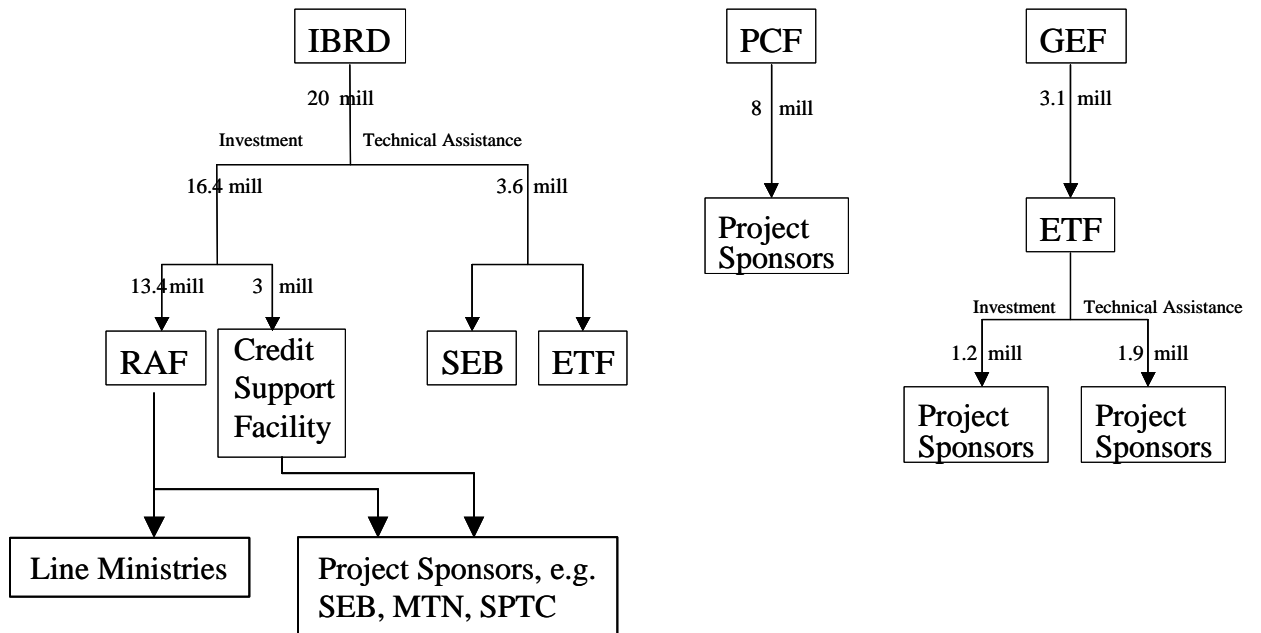 IBRD
PCF
GEF
20 mill
8 mill
3.1 mill
Investment
Technical Assistance
16.4 mill
3.6 mill
Project
Sponsors
ETF
13.4 mill
3 mill
Investment
Technical Assistance
RAF
Credit
Support
Facility
SEB
ETF
1.2 mill
1.9 mill
Project
Sponsors
Project
Sponsors
Line Ministries
Project Sponsors, e.g.
SEB, MTN, SPTC